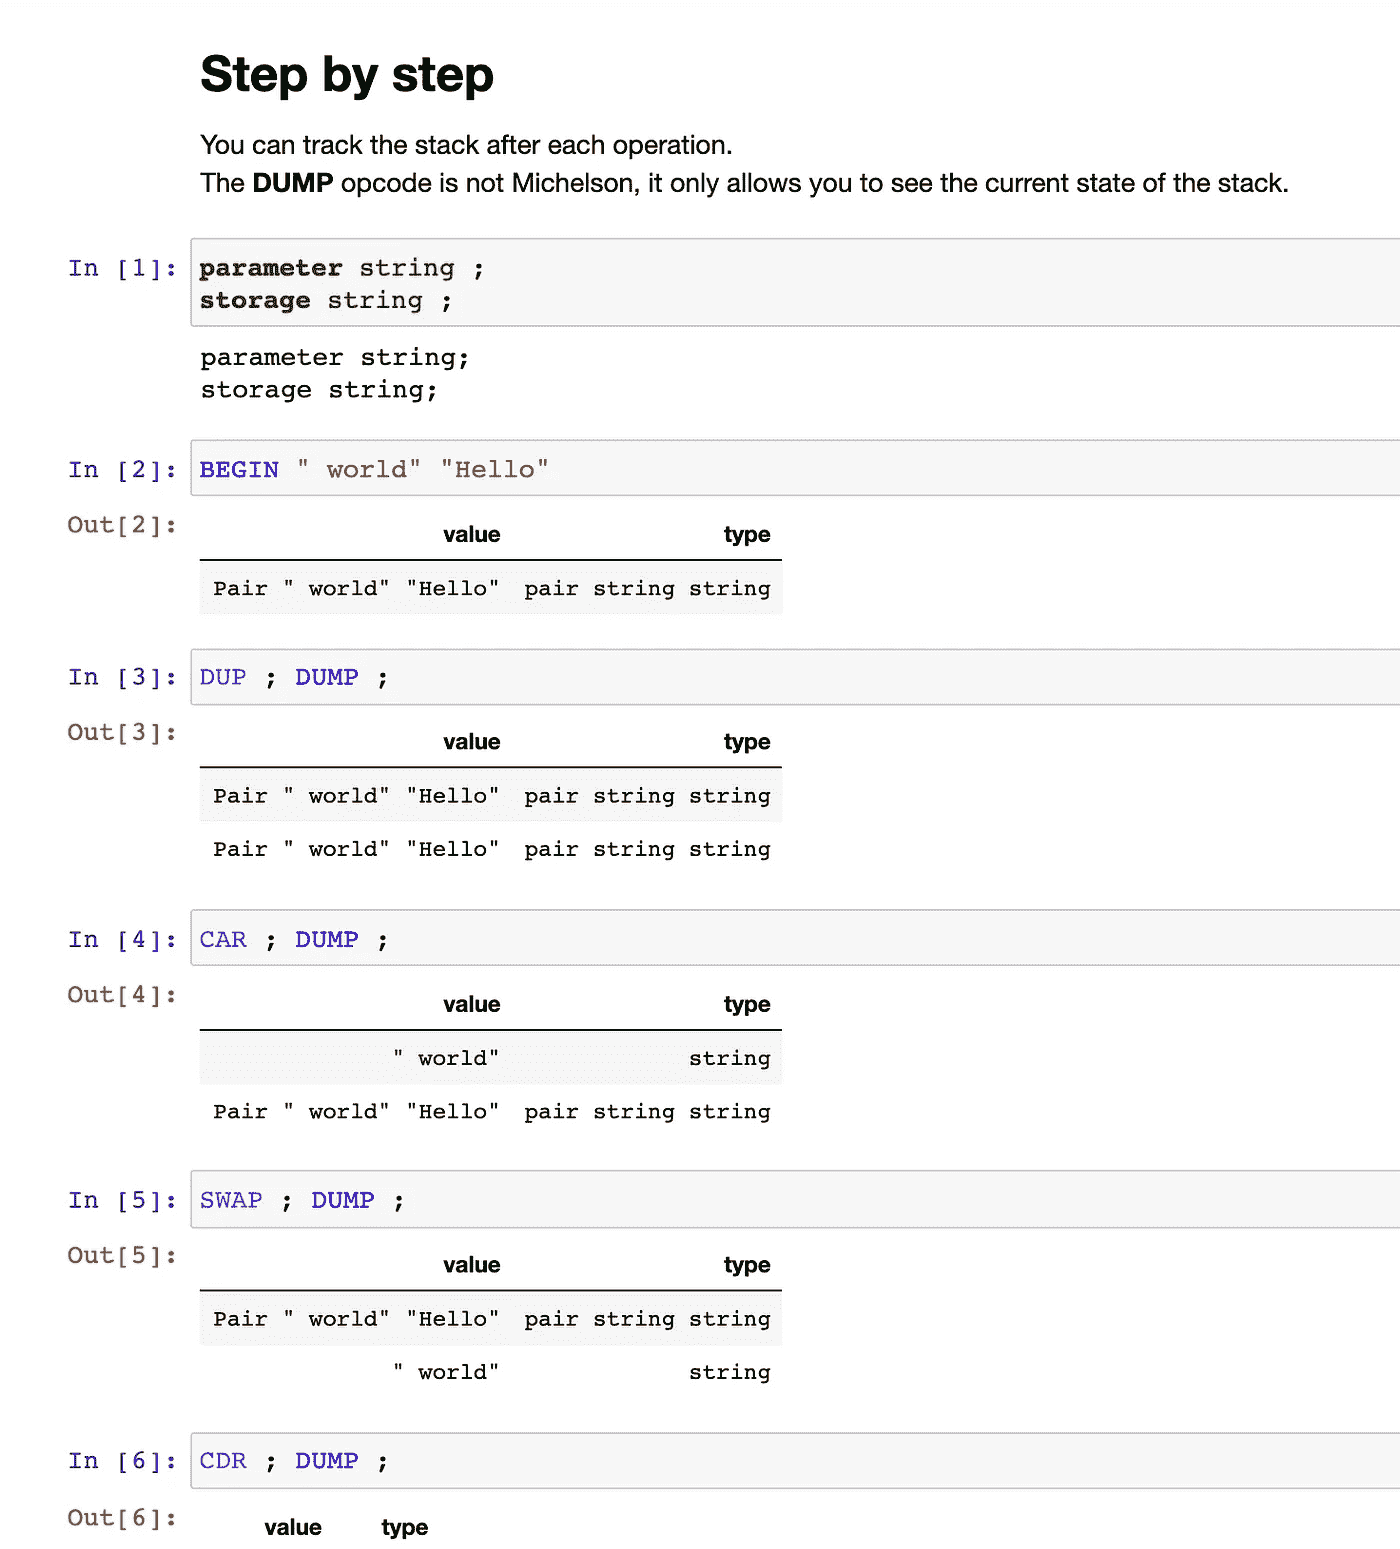 Step by step
You can track the stack after each operation.
The DUMP opcode is not Michelson, it only allows you to see the current state of the stack.
In [1]: parameter string ;
storage string ;
parameter string;
storage string;
In [2]: BEGIN " world" "Hello"
Out[2]:
value type
Pair " world" "Hello" pair string string
In [3]: DUP ; DUMP ;
Out[3]:
value type
Pair " world" "Hello" pair string string
Pair " world" "Hello" pair string string
In [4]: CAR ; DUMP ;
Out[4]:
value type
" world" string
Pair " world" "Hello" pair string string
In [5]: SWAP ; DUMP ;
Out[5]:
value type
Pair " world" "Hello" pair string string
" world" string
In [6]: CDR ; DUMP ;
Out[6]:
value type